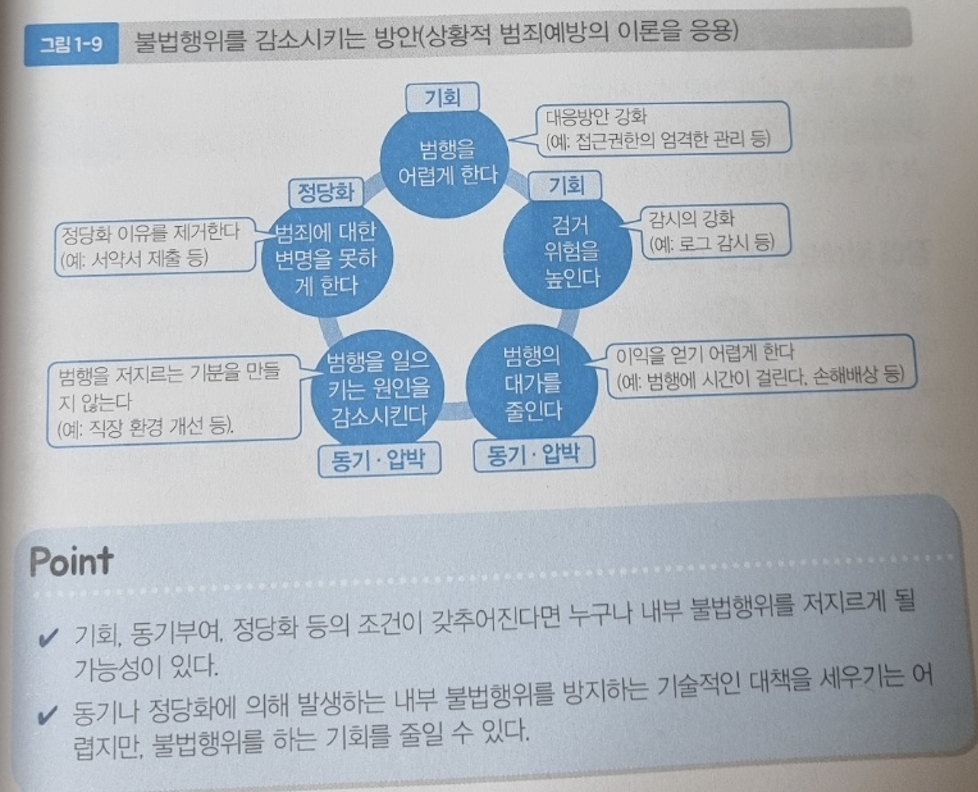 그림 1-9 불법행위를 감소시키는 방안(상황적 범죄예방의 이론을 응용)
기회
범행을
어렵게 한다
대응방안 강화
(예: 접근권한의 엄격한 관리 등)
기회
검거
위험을
높인다
감시의 강화
(예: 로그 감시 등)
범행의
대가를
줄인다
동기·압박
이익을 얻기 어렵게 한다
(예: 범행에 시간이 걸린다, 손해배상 등)
범행을 일으
키는 원인을
감소시킨다
동기·압박
범행을 저지르는 기분을 만들
지 않는다
(예: 직장 환경 개선 등).
정당화
범죄에 대한
변명을 못하
게 한다
정당화 이유를 제거한다
(예: 서약서 제출 등)
Point
✔ 기회, 동기부여, 정당화 등의 조건이 갖추어진다면 누구나 내부 불법행위를 저지르게 될
가능성이 있다.
✔ 동기나 정당화에 의해 발생하는 내부 불법행위를 방지하는 기술적인 대책을 세우기는 어
렵지만, 불법행위를 하는 기회를 줄일 수 있다.